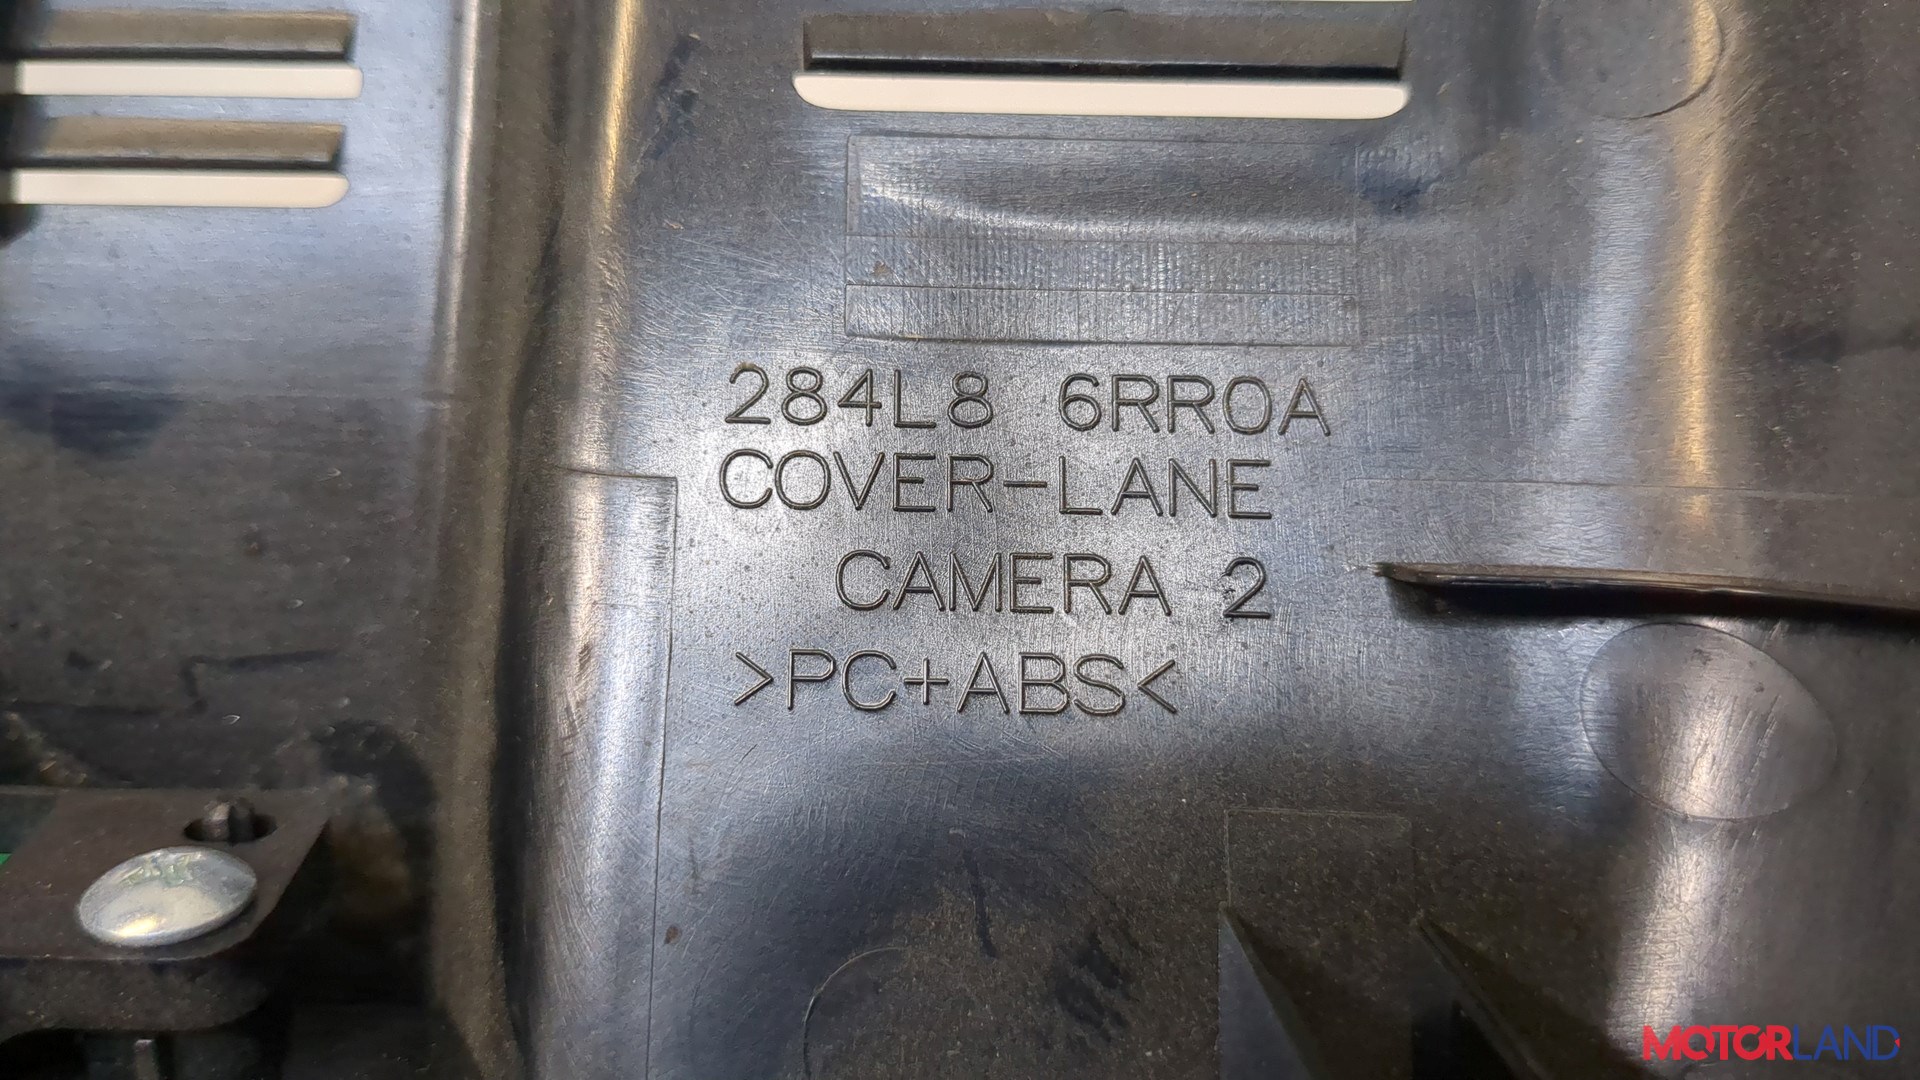 284L8 6RR0A
COVER-LANE
CAMERA 2
>PC+ABS<
MOTORLAND